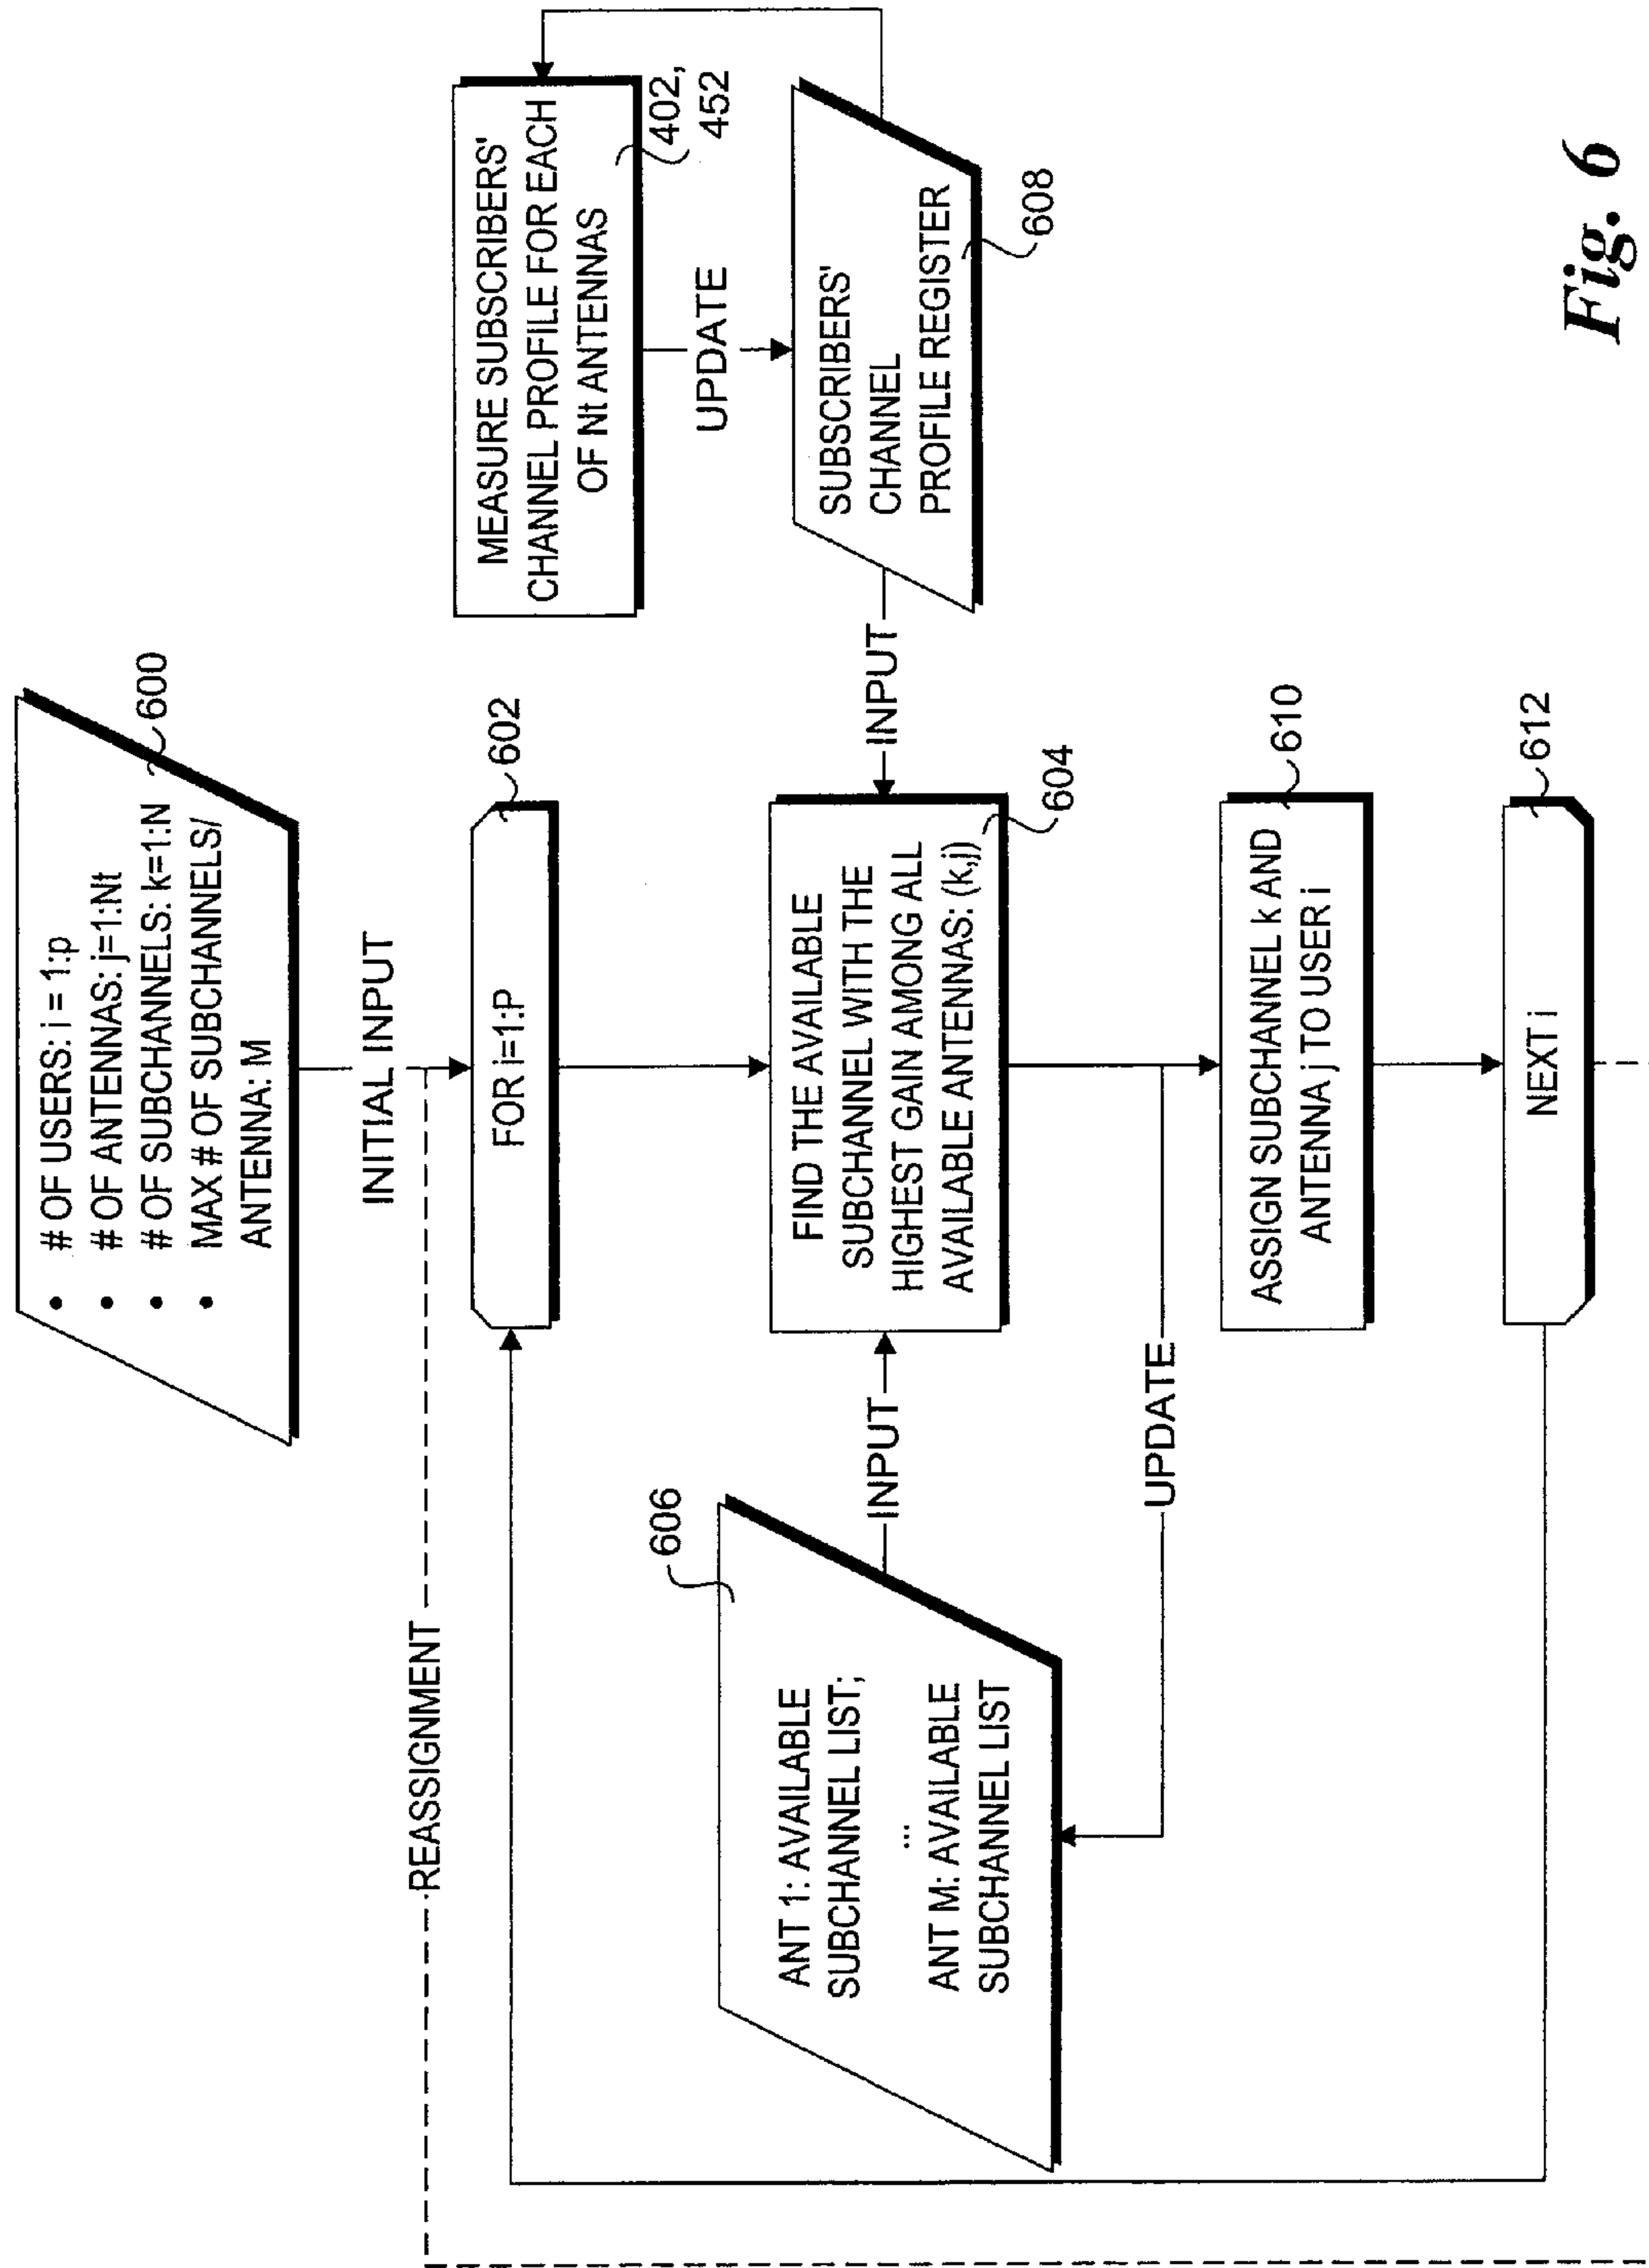 • # OF USERS: i = 1:p
• # OF ANTENNAS: j=1:Nt
• # OF SUBCHANNELS: k=1:N
• MAX # OF SUBCHANNELS/
ANTENNA: M
600
INITIAL INPUT
REASSIGNMENT
FOR i=1:P
602
MEASURE SUBSCRIBERS'
CHANNEL PROFILE FOR EACH
OF Nt ANTENNAS
402,
452
UPDATE
606
ANT 1: AVAILABLE
SUBCHANNEL LIST;
...
ANT M: AVAILABLE
SUBCHANNEL LIST
INPUT
FIND THE AVAILABLE
SUBCHANNEL WITH THE
HIGHEST GAIN AMONG ALL
AVAILABLE ANTENNAS: (k,j)
604
INPUT
SUBSCRIBERS'
CHANNEL
PROFILE REGISTER
608
UPDATE
ASSIGN SUBCHANNEL k AND
ANTENNA j TO USER i
610
NEXT i
612
Fig. 6